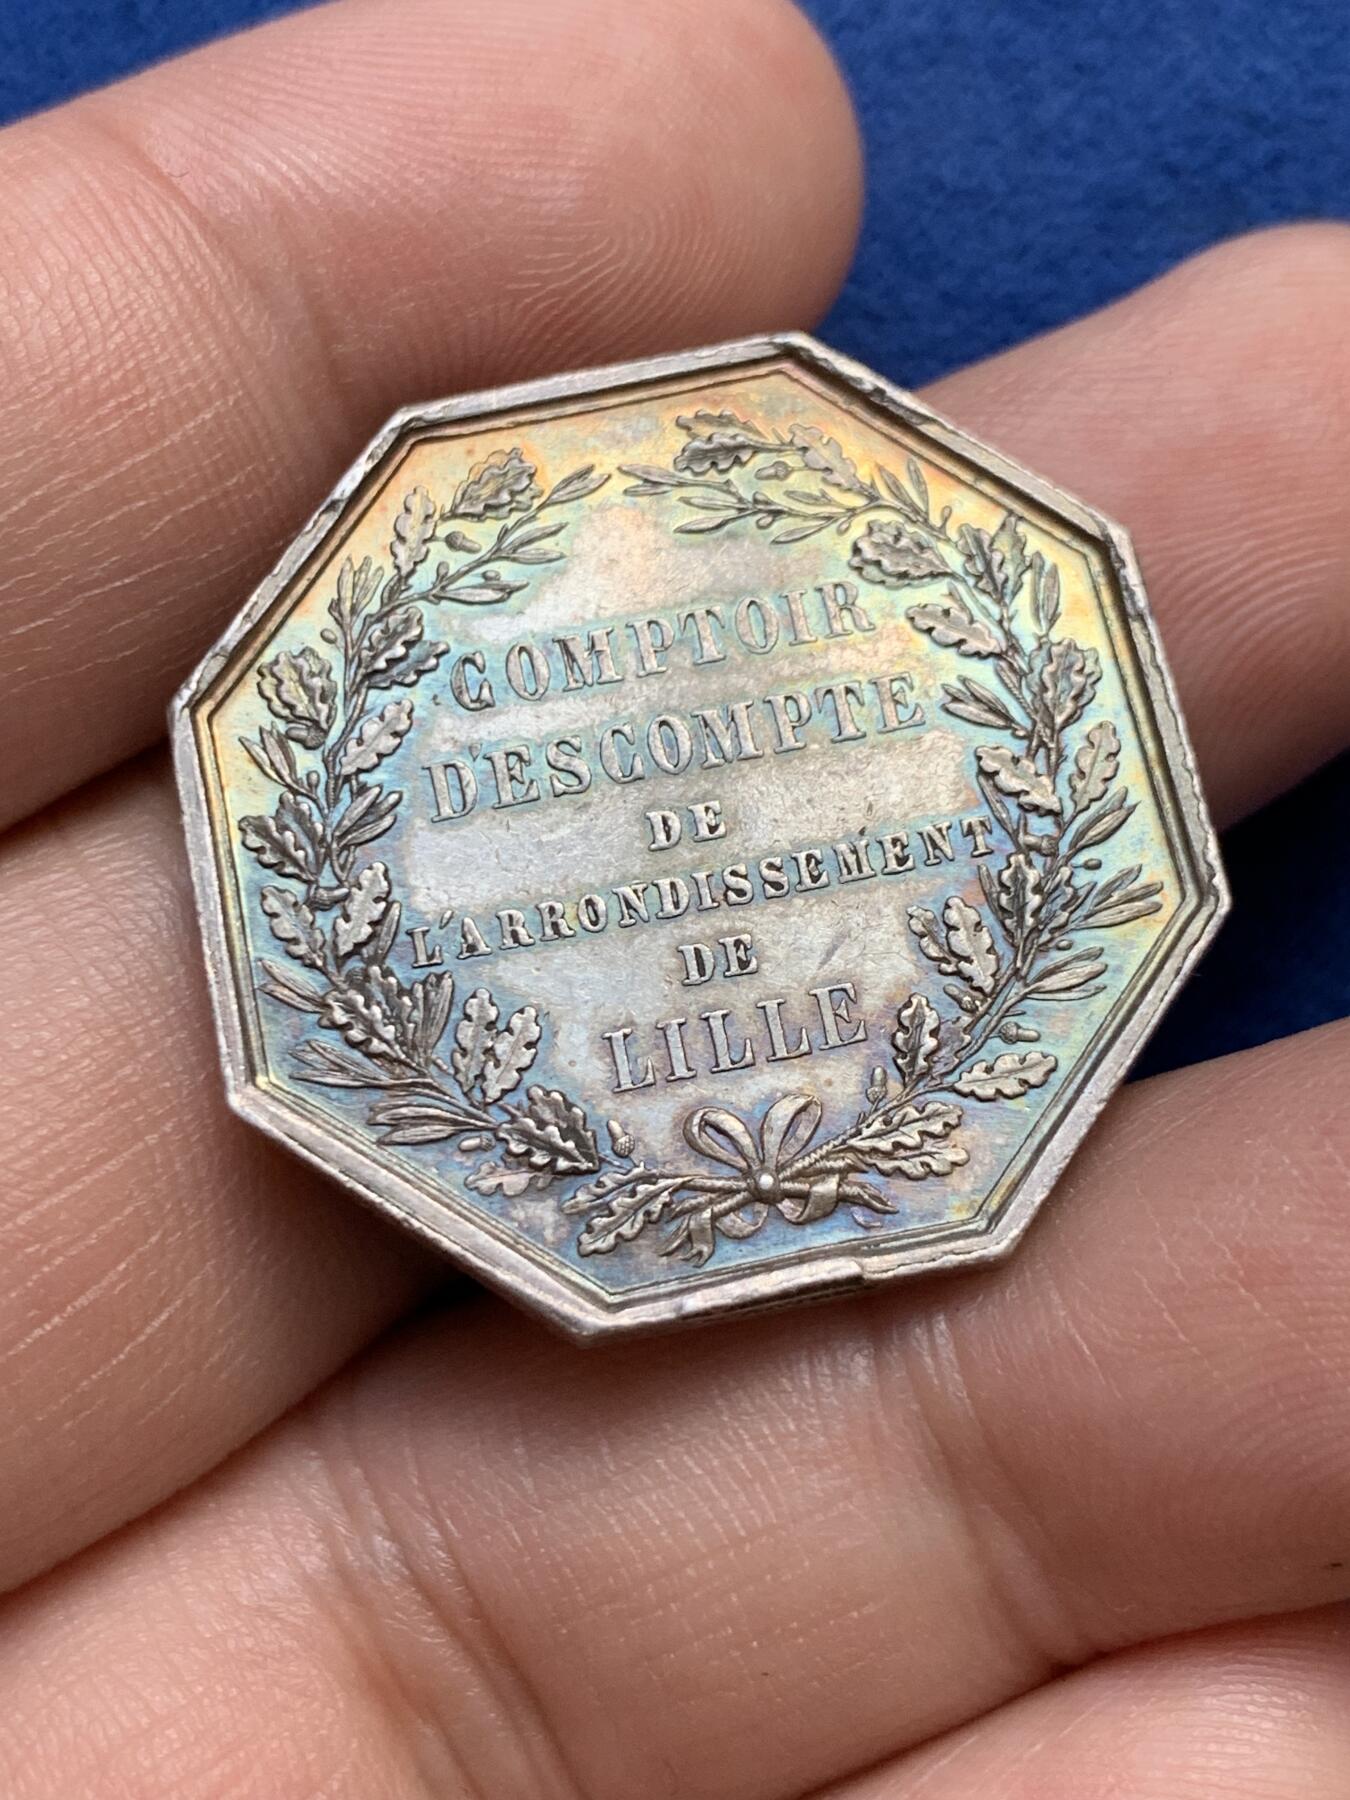 COMPTOIR
D'ESCOMPTE
DE
L'ARRONDISSEMENT
DE
LILLE